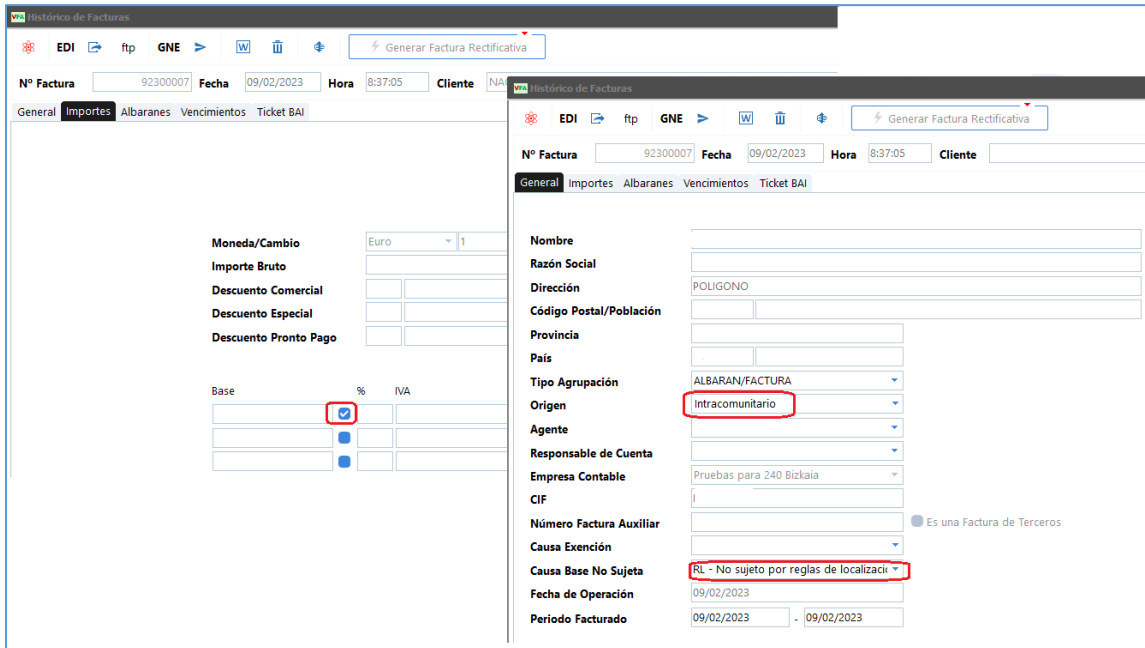 VFA Histórico de Facturas
EDI ftp GNE W Generar Factura Rectificativa
Nº Factura 92300007 Fecha 09/02/2023 Hora 8:37:05 Cliente
General Importes Albaranes Vencimientos Ticket BAI
Moneda/Cambio Euro 1
Importe Bruto
Descuento Comercial
Descuento Especial
Descuento Pronto Pago
Base % IVA
VFA Histórico de Facturas
EDI ftp GNE W Generar Factura Rectificativa
Nº Factura 92300007 Fecha 09/02/2023 Hora 8:37:05 Cliente
General Importes Albaranes Vencimientos Ticket BAI
Nombre
Razón Social
Dirección POLIGONO
Código Postal/Población
Provincia
País
Tipo Agrupación ALBARAN/FACTURA
Origen Intracomunitario
Agente
Responsable de Cuenta
Empresa Contable Pruebas para 240 Bizkaia
CIF
Número Factura Auxiliar Es una Factura de Terceros
Causa Exención
Causa Base No Sujeta RL - No sujeto por reglas de
Fecha de Operación 09/02/2023
Periodo Facturado 09/02/2023 - 09/02/2023